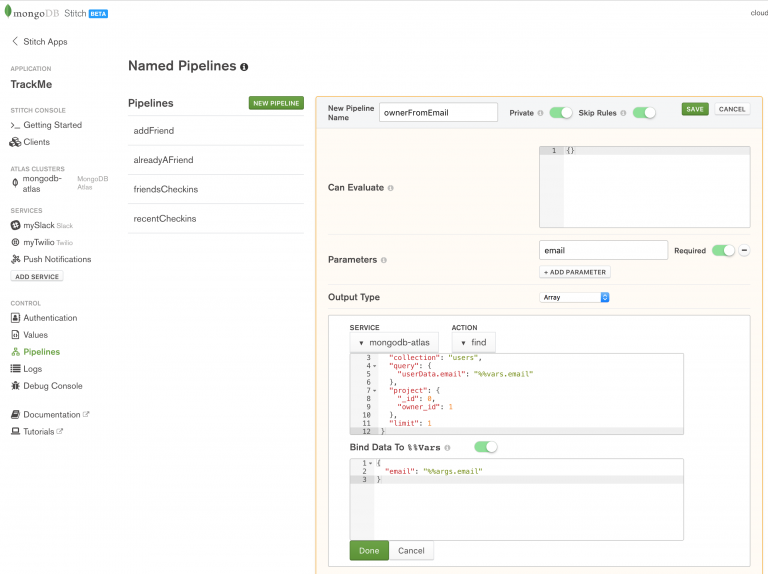 mongoDB Stitch BETA
cloud
Stitch Apps
APPLICATION
TrackMe
STITCH CONSOLE
>_ Getting Started
Clients
ATLAS CLUSTERS
mongodb-atlas MongoDB Atlas
SERVICES
mySlack Slack
myTwilio Twilio
Push Notifications
ADD SERVICE
CONTROL
Authentication
Values
Pipelines
Logs
Debug Console
Documentation
Tutorials
Named Pipelines
Pipelines
NEW PIPELINE
addFriend
alreadyAFriend
friendsCheckins
recentCheckins
New Pipeline Name
ownerFromEmail
Private
Skip Rules
SAVE
CANCEL
Can Evaluate
1 {}
Parameters
email
Required
+ ADD PARAMETER
Output Type
Array
SERVICE
mongodb-atlas
ACTION
find
3 "collection": "users",
4 "query": {
5 "userData.email": "%%vars.email"
6 },
7 "project": {
8 "_id": 0,
9 "owner_id": 1
10 },
11 "limit": 1
12 }
Bind Data To %%Vars
1 {
2 "email": "%%args.email"
3 }
Done
Cancel